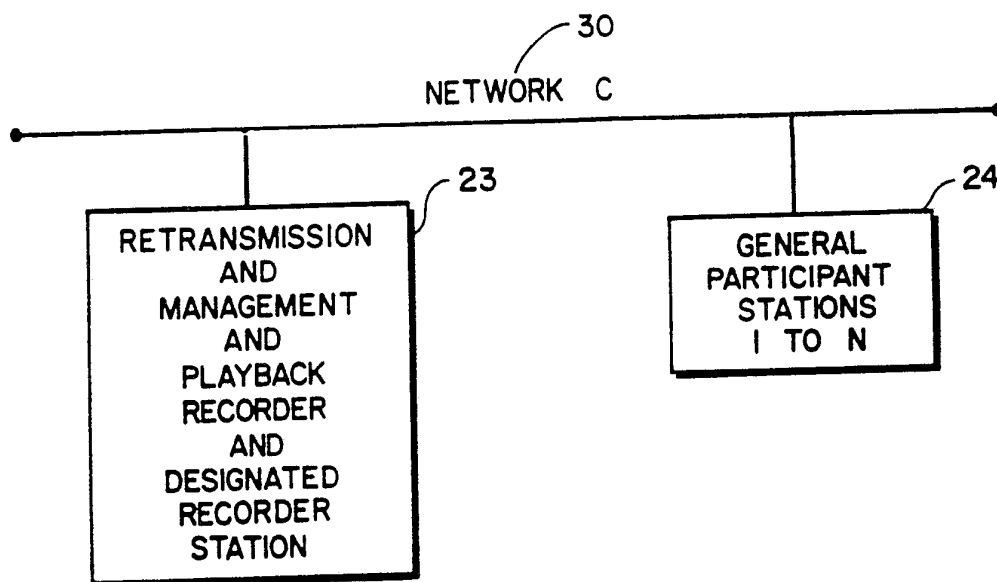 30
NETWORK C
23
RETRANSMISSION
AND
MANAGEMENT
AND
PLAYBACK
RECORDER
AND
DESIGNATED
RECORDER
STATION
24
GENERAL
PARTICIPANT
STATIONS
1 TO N